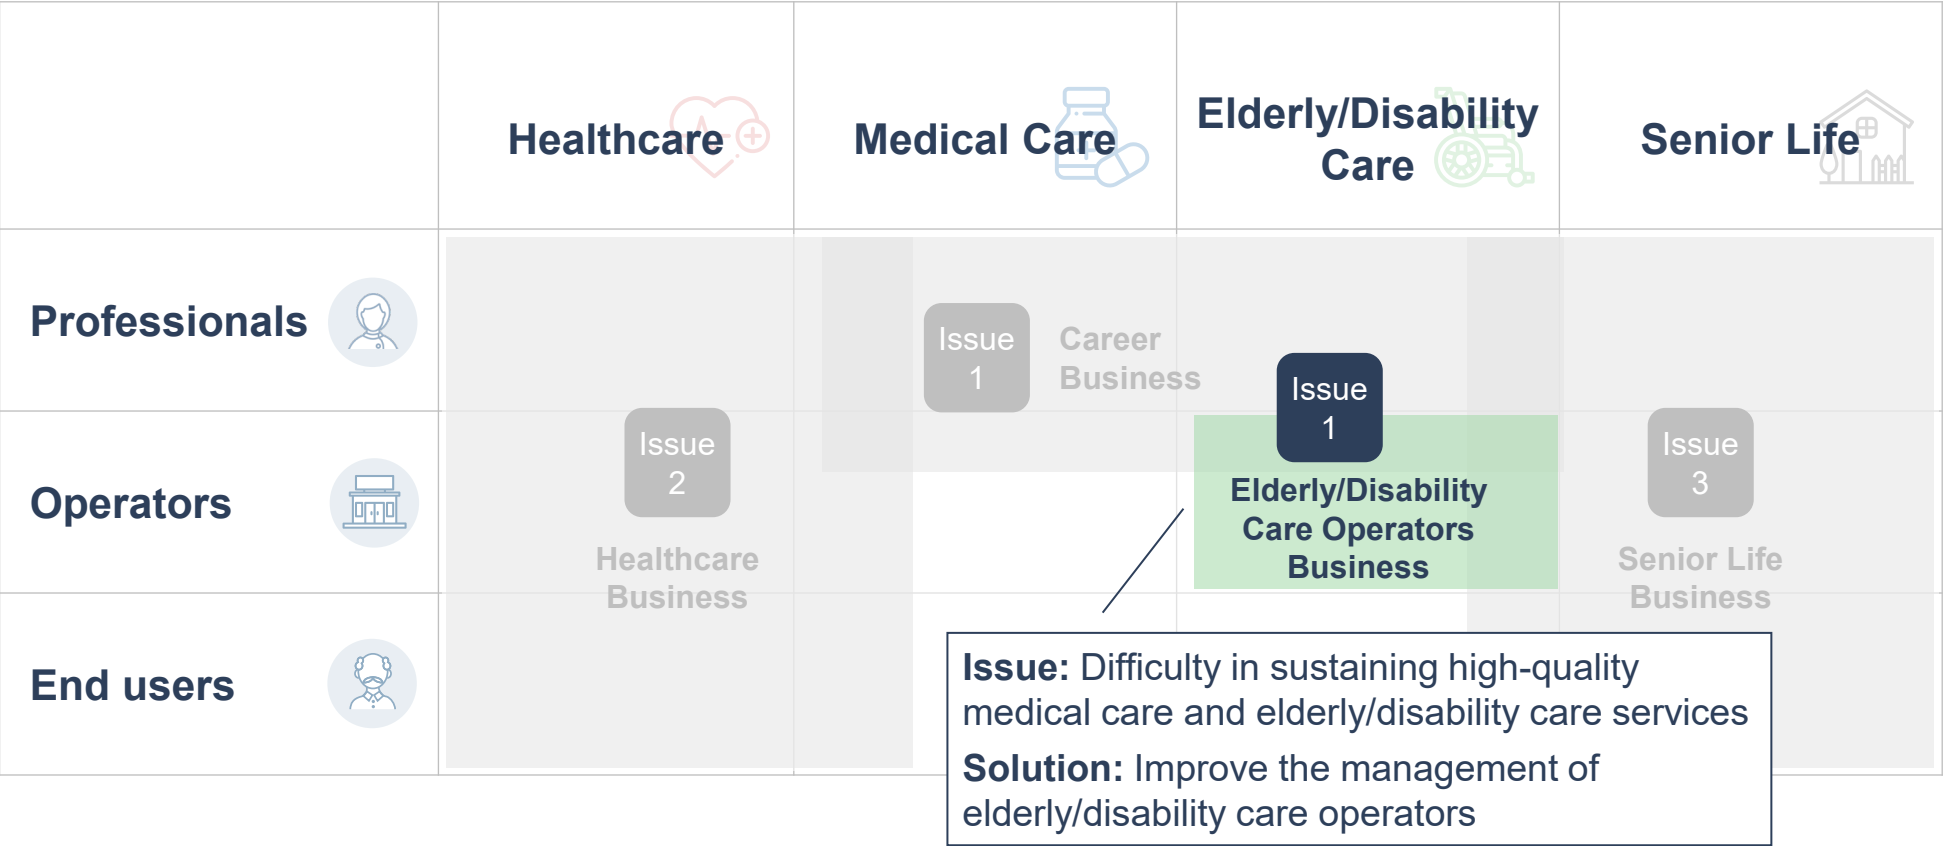 Healthcare
Medical Care
Elderly/Disability
Care
Senior Life
Professionals
Issue
1
Career
Business
Issue
1
Operators
Issue
2
Healthcare
Business
Elderly/Disability
Care Operators
Business
Issue
3
Senior Life
Business
End users
Issue: Difficulty in sustaining high-quality
medical care and elderly/disability care services
Solution: Improve the management of
elderly/disability care operators